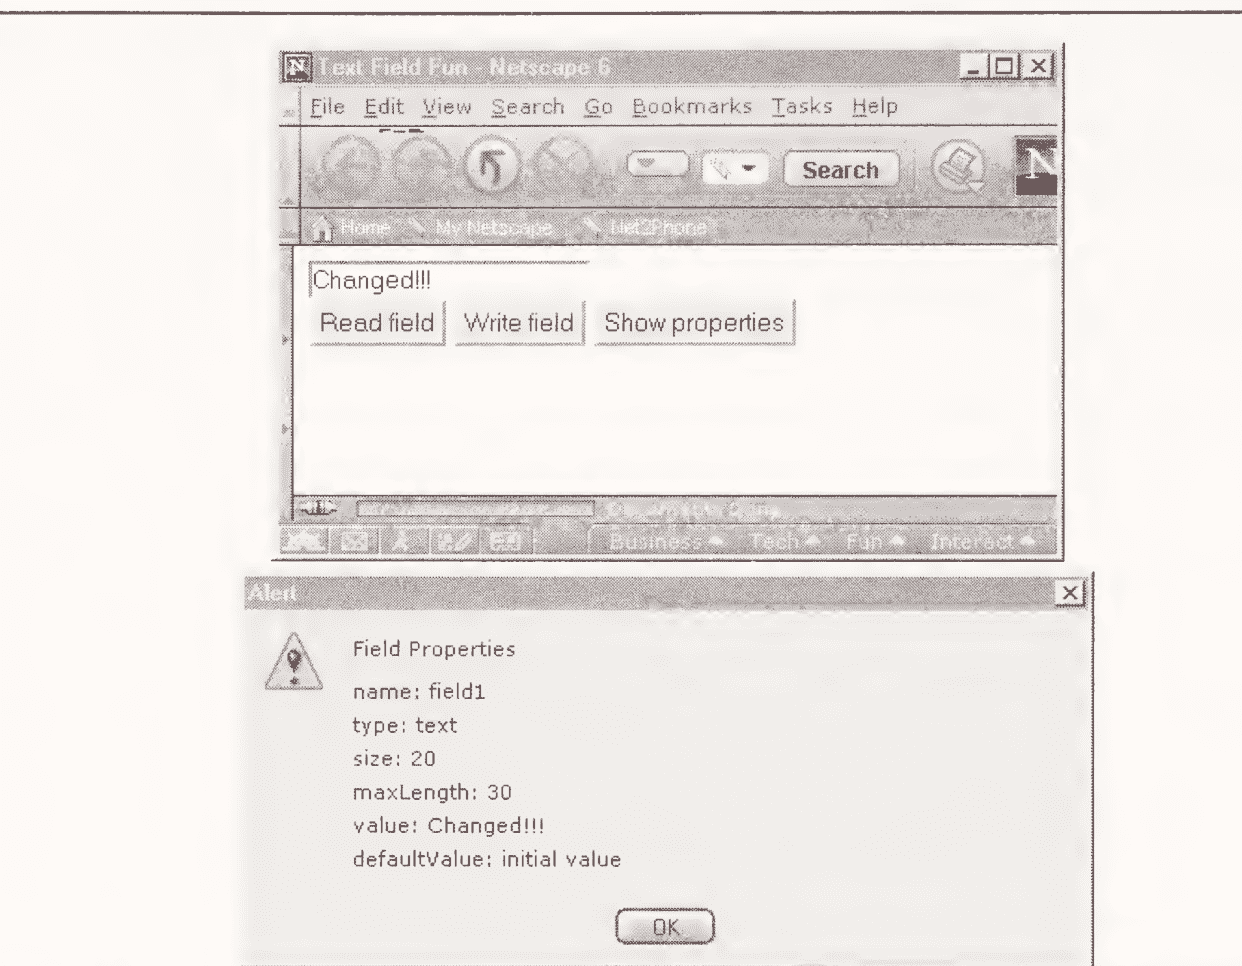 Text Field Fun - Netscape 6
File Edit View Search Go Bookmarks Tasks Help
Search
N
Home My Netscape Net2Phone
Changed!!!
Read field Write field Show properties
Business Tech Fun Interact
Alert
Field Properties
name: field1
type: text
size: 20
maxLength: 30
value: Changed!!!
defaultValue: initial value
OK